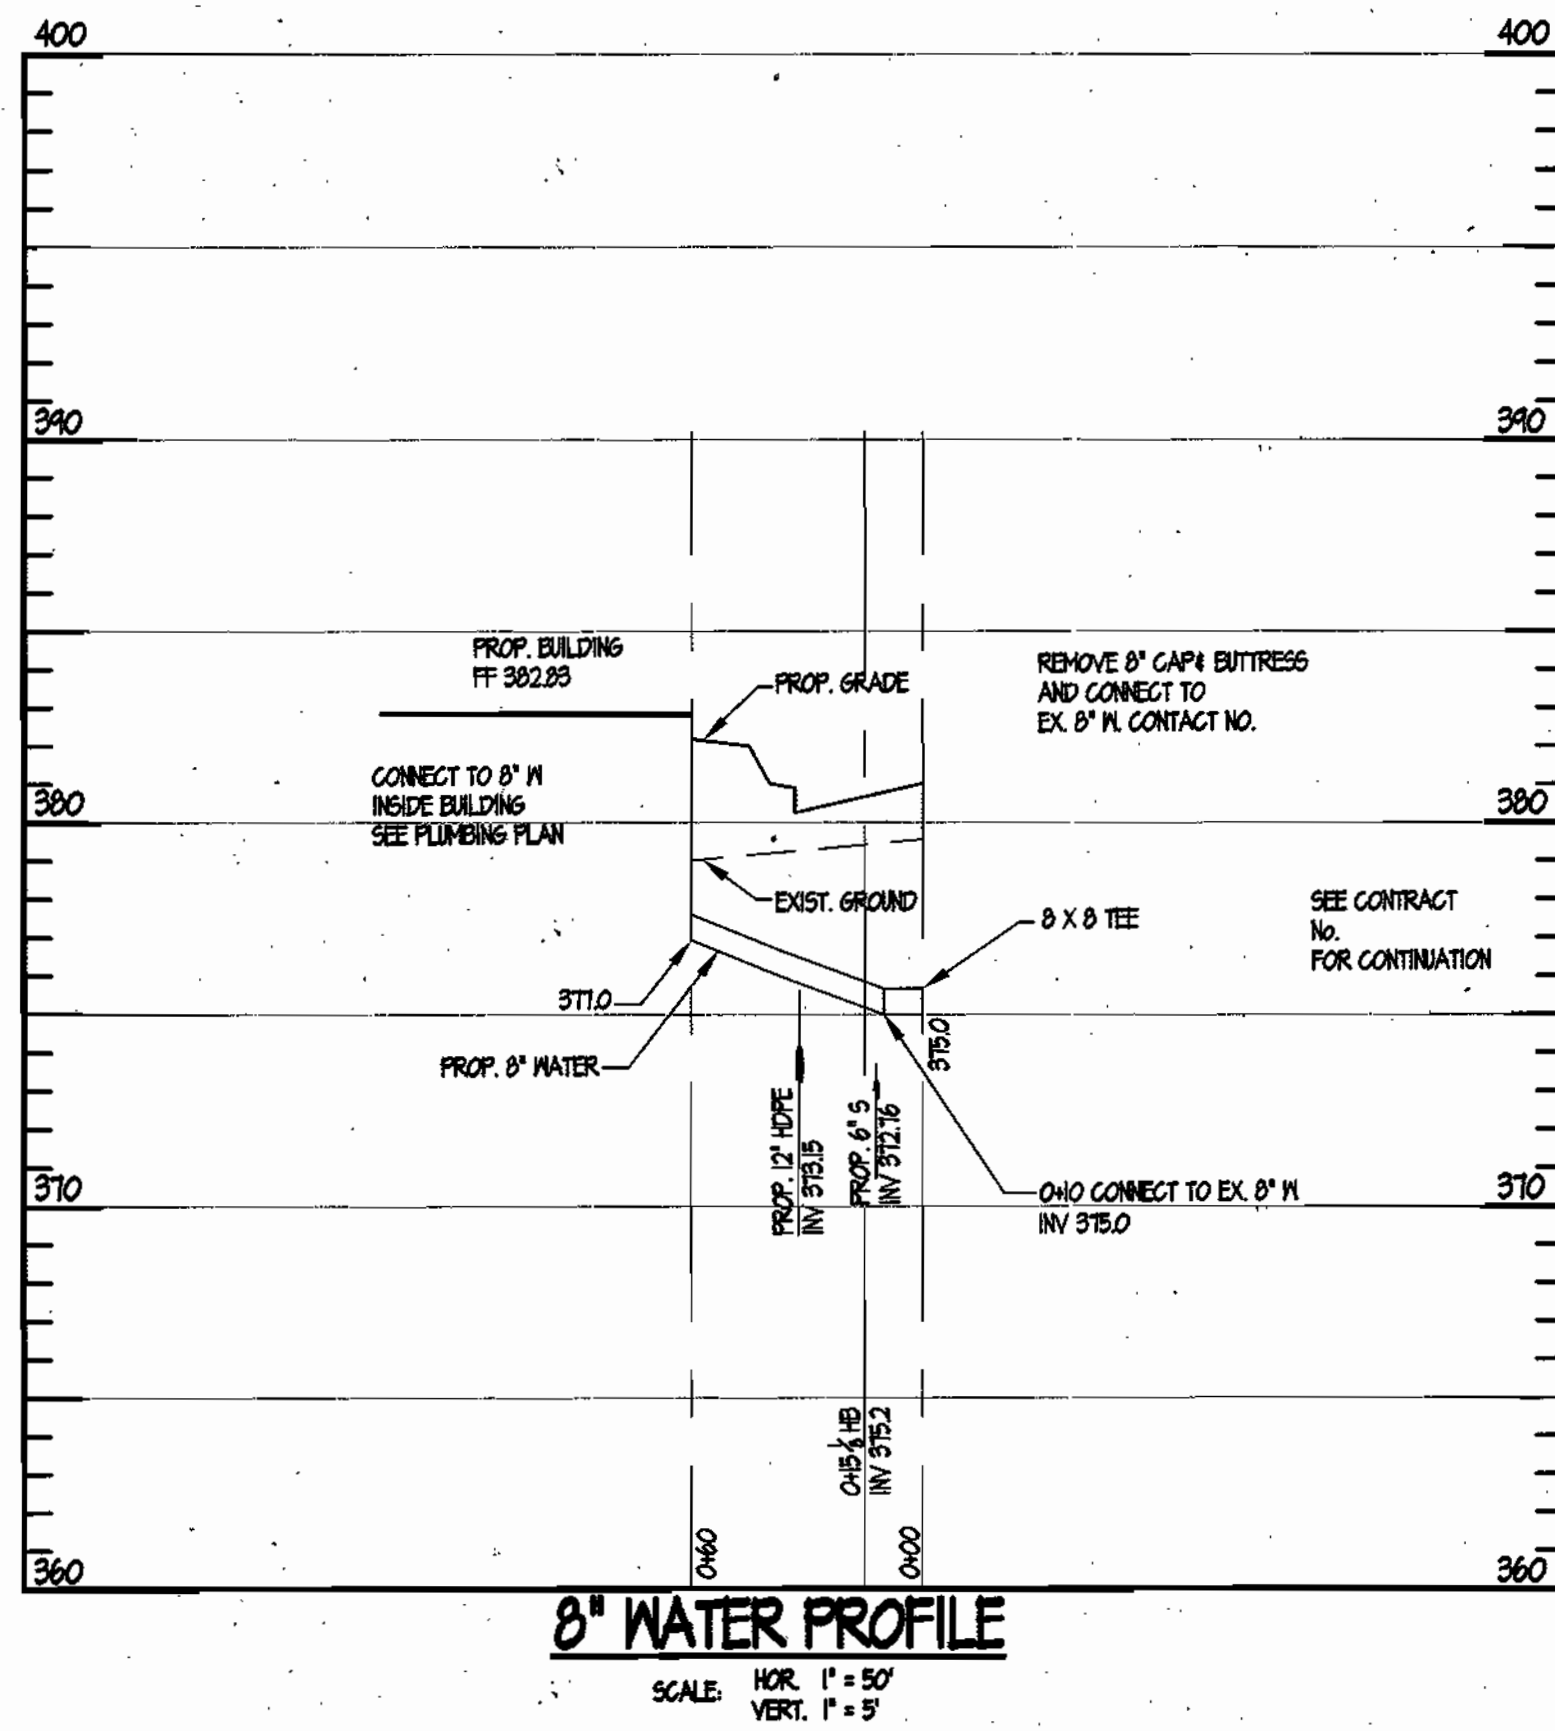 400
400
390
390
PROP. BUILDING
FF 382.83
PROP. GRADE
REMOVE 8" CAP & BUTTRESS
AND CONNECT TO
EX. 8" W. CONTACT NO.
CONNECT TO 8" W
INSIDE BUILDING
SEE PLUMBING PLAN
380
380
EXIST. GROUND
8 X 8 TEE
SEE CONTRACT
No.
FOR CONTINUATION
377.0
375.0
PROP. 8" WATER
PROP. 12" HDPE
INV 373.15
PROP. 6" S
INV 372.76
370
370
0+10 CONNECT TO EX. 8" W
INV 375.0
0+15 1/8 HB
INV 375.2
0+60
0+00
360
360
8" WATER PROFILE
SCALE: HOR. 1" = 50'
VERT. 1" = 5'